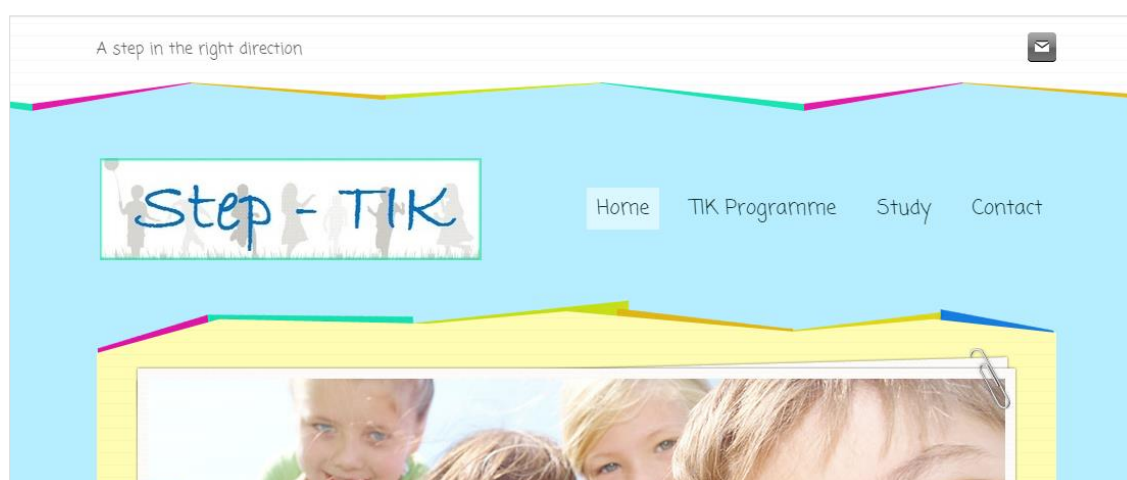 A step in the right direction
Step - TIK
Home TIK Programme Study Contact